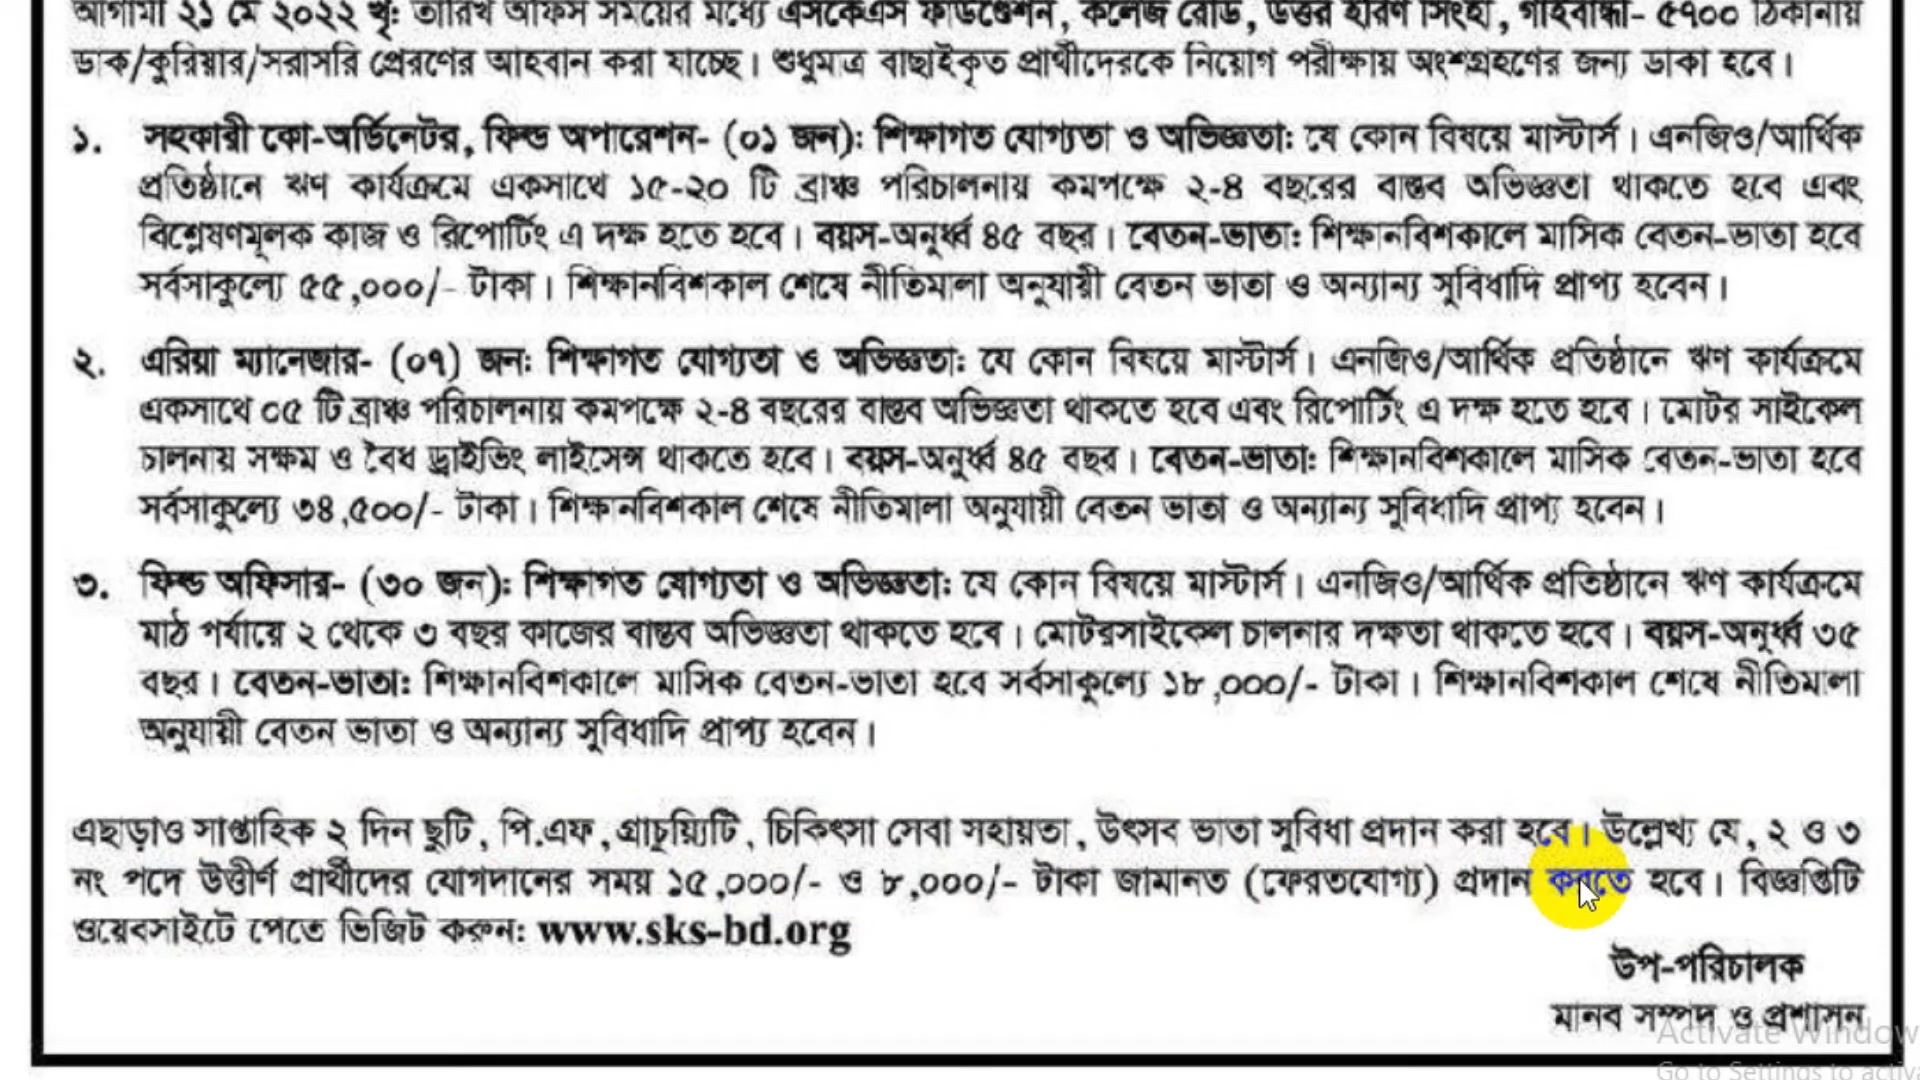 আগামী ২১ মে ২০২২ খৃ: তারিখ অফিস সময়ের মধ্যে এসকেএস ফাউন্ডেশন, কলেজ রোড, উত্তর হরিণ সিংহা, গাইবান্ধা- ৫৭০০ ঠিকানায়
ডাক/কুরিয়ার/সরাসরি প্রেরণের আহবান করা যাচ্ছে। শুধুমাত্র বাছাইকৃত প্রার্থীদেরকে নিয়োগ পরীক্ষায় অংশগ্রহণের জন্য ডাকা হবে।
১. সহকারী কো-অর্ডিনেটর, ফিল্ড অপারেশন- (০১ জন): শিক্ষাগত যোগ্যতা ও অভিজ্ঞতা: যে কোন বিষয়ে মাস্টার্স। এনজিও/আর্থিক
প্রতিষ্ঠানে ঋণ কার্যক্রমে একসাথে ১৫-২০ টি ব্রাঞ্চ পরিচালনায় কমপক্ষে ২-৪ বছরের বাস্তব অভিজ্ঞতা থাকতে হবে এবং
বিশ্লেষণমূলক কাজ ও রিপোর্টিং এ দক্ষ হতে হবে। বয়স-অনুর্ধ্ব ৪৫ বছর। বেতন-ভাতা: শিক্ষানবিশকালে মাসিক বেতন-ভাতা হবে
সর্বসাকুল্যে ৫৫,০০০/- টাকা। শিক্ষানবিশকাল শেষে নীতিমালা অনুযায়ী বেতন ভাতা ও অন্যান্য সুবিধাদি প্রাপ্য হবেন।
২. এরিয়া ম্যানেজার- (০৭) জন: শিক্ষাগত যোগ্যতা ও অভিজ্ঞতা: যে কোন বিষয়ে মাস্টার্স। এনজিও/আর্থিক প্রতিষ্ঠানে ঋণ কার্যক্রমে
একসাথে ০৫ টি ব্রাঞ্চ পরিচালনায় কমপক্ষে ২-৪ বছরের বাস্তব অভিজ্ঞতা থাকতে হবে এবং রিপোর্টিং এ দক্ষ হতে হবে। মোটর সাইকেল
চালনায় সক্ষম ও বৈধ ড্রাইভিং লাইসেন্স থাকতে হবে। বয়স-অনুর্ধ্ব ৪৫ বছর। বেতন-ভাতা: শিক্ষানবিশকালে মাসিক বেতন-ভাতা হবে
সর্বসাকুল্যে ৩৪,৫০০/- টাকা। শিক্ষানবিশকাল শেষে নীতিমালা অনুযায়ী বেতন ভাতা ও অন্যান্য সুবিধাদি প্রাপ্য হবেন।
৩. ফিল্ড অফিসার- (৩০ জন): শিক্ষাগত যোগ্যতা ও অভিজ্ঞতা: যে কোন বিষয়ে মাস্টার্স। এনজিও/আর্থিক প্রতিষ্ঠানে ঋণ কার্যক্রমে
মাঠ পর্যায়ে ২ থেকে ৩ বছর কাজের বাস্তব অভিজ্ঞতা থাকতে হবে। মোটরসাইকেল চালনার দক্ষতা থাকতে হবে। বয়স-অনুর্ধ্ব ৩৫
বছর। বেতন-ভাতা: শিক্ষানবিশকালে মাসিক বেতন-ভাতা হবে সর্বসাকুল্যে ১৮,০০০/- টাকা। শিক্ষানবিশকাল শেষে নীতিমালা
অনুযায়ী বেতন ভাতা ও অন্যান্য সুবিধাদি প্রাপ্য হবেন।
এছাড়াও সাপ্তাহিক ২ দিন ছুটি, পি.এফ,গ্রাচুয়িটি, চিকিৎসা সেবা সহায়তা, উৎসব ভাতা সুবিধা প্রদান করা হবে। উল্লেখ্য যে, ২ ও ৩
নং পদে উত্তীর্ণ প্রার্থীদের যোগদানের সময় ১৫,০০০/- ও ৮,০০০/- টাকা জামানত (ফেরতযোগ্য) প্রদান করতে হবে। বিজ্ঞপ্তিটি
ওয়েবসাইটে পেতে ভিজিট করুন: www.sks-bd.org
উপ-পরিচালক
মানব সম্পদ ও প্রশাসন
Activate Window
Go to Settings to activa